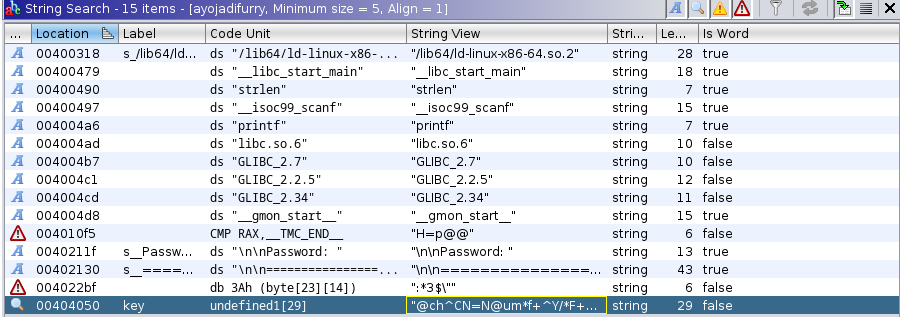 String Search - 15 items - [ayojadifurry, Minimum size = 5, Align = 1]
... Location Label Code Unit String View Stri... Le... Is Word
00400318 s_/lib64/ld... ds "/lib64/ld-linux-x86-... "/lib64/ld-linux-x86-64.so.2" string 28 true
00400479 ds "__libc_start_main" "__libc_start_main" string 18 true
00400490 ds "strlen" "strlen" string 7 true
00400497 ds "__isoc99_scanf" "__isoc99_scanf" string 15 true
004004a6 ds "printf" "printf" string 7 true
004004ad ds "libc.so.6" "libc.so.6" string 10 false
004004b7 ds "GLIBC_2.7" "GLIBC_2.7" string 10 false
004004c1 ds "GLIBC_2.2.5" "GLIBC_2.2.5" string 12 false
004004cd ds "GLIBC_2.34" "GLIBC_2.34" string 11 false
004004d8 ds "__gmon_start__" "__gmon_start__" string 15 true
004010f5 CMP RAX,__TMC_END__ "H=p@@" string 6 false
0040211f s__Passw... ds "\n\nPassword: " "\n\nPassword: " string 13 true
00402130 s__====... ds "\n\n================... "\n\n===============... string 43 true
004022bf db 3Ah (byte[23][14]) ":*3$\"" string 6 false
00404050 key undefined1[29] "@ch^CN=N@um*f+^Y/*F+... string 29 false